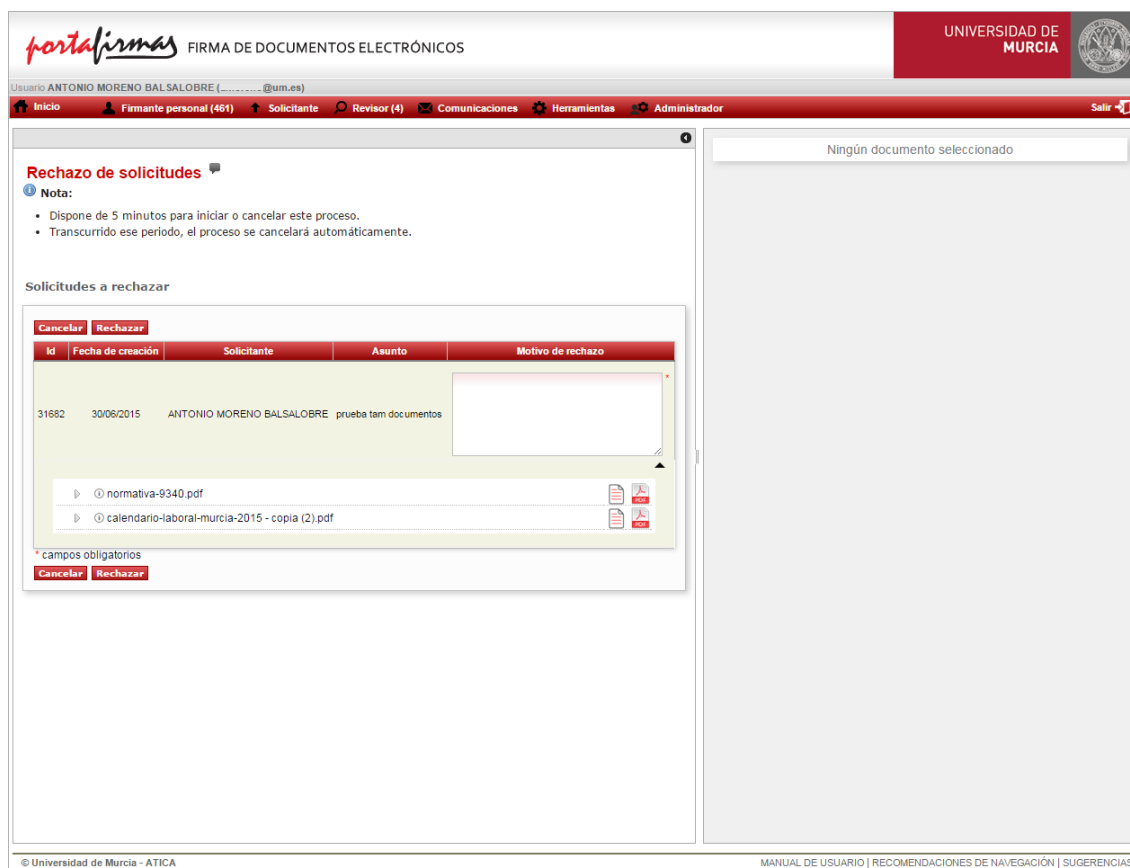 portafirmas FIRMA DE DOCUMENTOS ELECTRÓNICOS
UNIVERSIDAD DE
MURCIA
Usuario ANTONIO MORENO BALSALOBRE ( @um.es)
Inicio Firmante personal (461) Solicitante Revisor (4) Comunicaciones Herramientas Administrador Salir
Ningún documento seleccionado
Rechazo de solicitudes
Nota:
• Dispone de 5 minutos para iniciar o cancelar este proceso.
• Transcurrido ese periodo, el proceso se cancelará automáticamente.
Solicitudes a rechazar
Cancelar Rechazar
Id Fecha de creación Solicitante Asunto Motivo de rechazo
31682 30/06/2015 ANTONIO MORENO BALSALOBRE prueba tam documentos *
normativa-9340.pdf PDF
calendario-laboral-murcia-2015 - copia (2).pdf PDF
* campos obligatorios
Cancelar Rechazar
© Universidad de Murcia - ATICA MANUAL DE USUARIO | RECOMENDACIONES DE NAVEGACIÓN | SUGERENCIAS